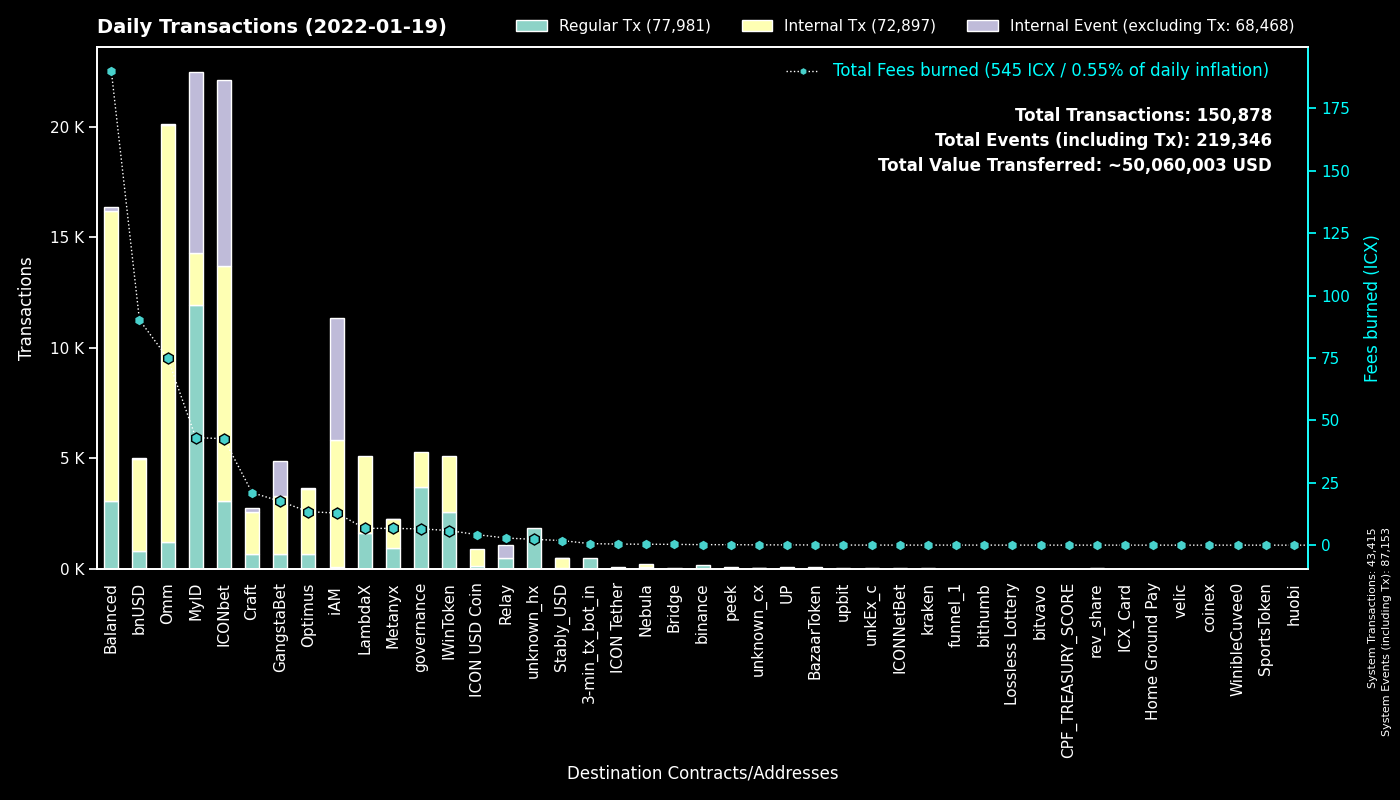 Daily Transactions (2022-01-19)
Regular Tx (77,981)
Internal Tx (72,897)
Internal Event (excluding Tx: 68,468)
Total Fees burned (545 ICX / 0.55% of daily inflation)
Total Transactions: 150,878
Total Events (including Tx): 219,346
Total Value Transferred: ~50,060,003 USD
Transactions
20 K
15 K
10 K
5 K
0 K
175
150
125
100
75
50
25
0
Fees burned (ICX)
Balanced
bnUSD
Omm
MyID
ICONbet
Craft
GangstaBet
Optimus
iAM
LambdaX
Metanyx
governance
IWinToken
ICON USD Coin
Relay
unknown_hx
Stably_USD
3-min_tx_bot_in
ICON Tether
Nebula
Bridge
binance
peek
unknown_cx
UP
BazaarToken
upbit
unkEx_c
ICONNetBet
kraken
funnel_1
bithumb
Lossless Lottery
bitvavo
CPF_TREASURY_SCORE
rev_share
ICX_Card
Home Ground Pay
velic
coinex
WinibleCuvee0
SportsToken
huobi
Destination Contracts/Addresses
System Transactions: 43,415
System Events (including Tx): 87,153